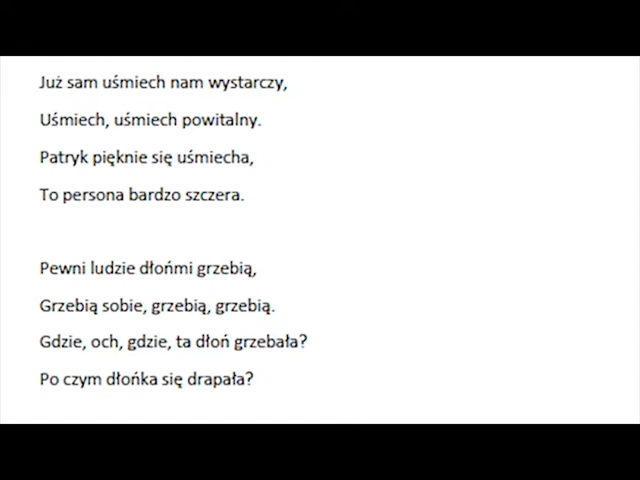 Już sam uśmiech nam wystarczy,
Uśmiech, uśmiech powitalny.
Patryk pięknie się uśmiecha,
To persona bardzo szczera.
Pewni ludzie dłońmi grzebią,
Grzebią sobie, grzebią, grzebią.
Gdzie, och, gdzie, ta dłoń grzebała?
Po czym dłońka się drapała?